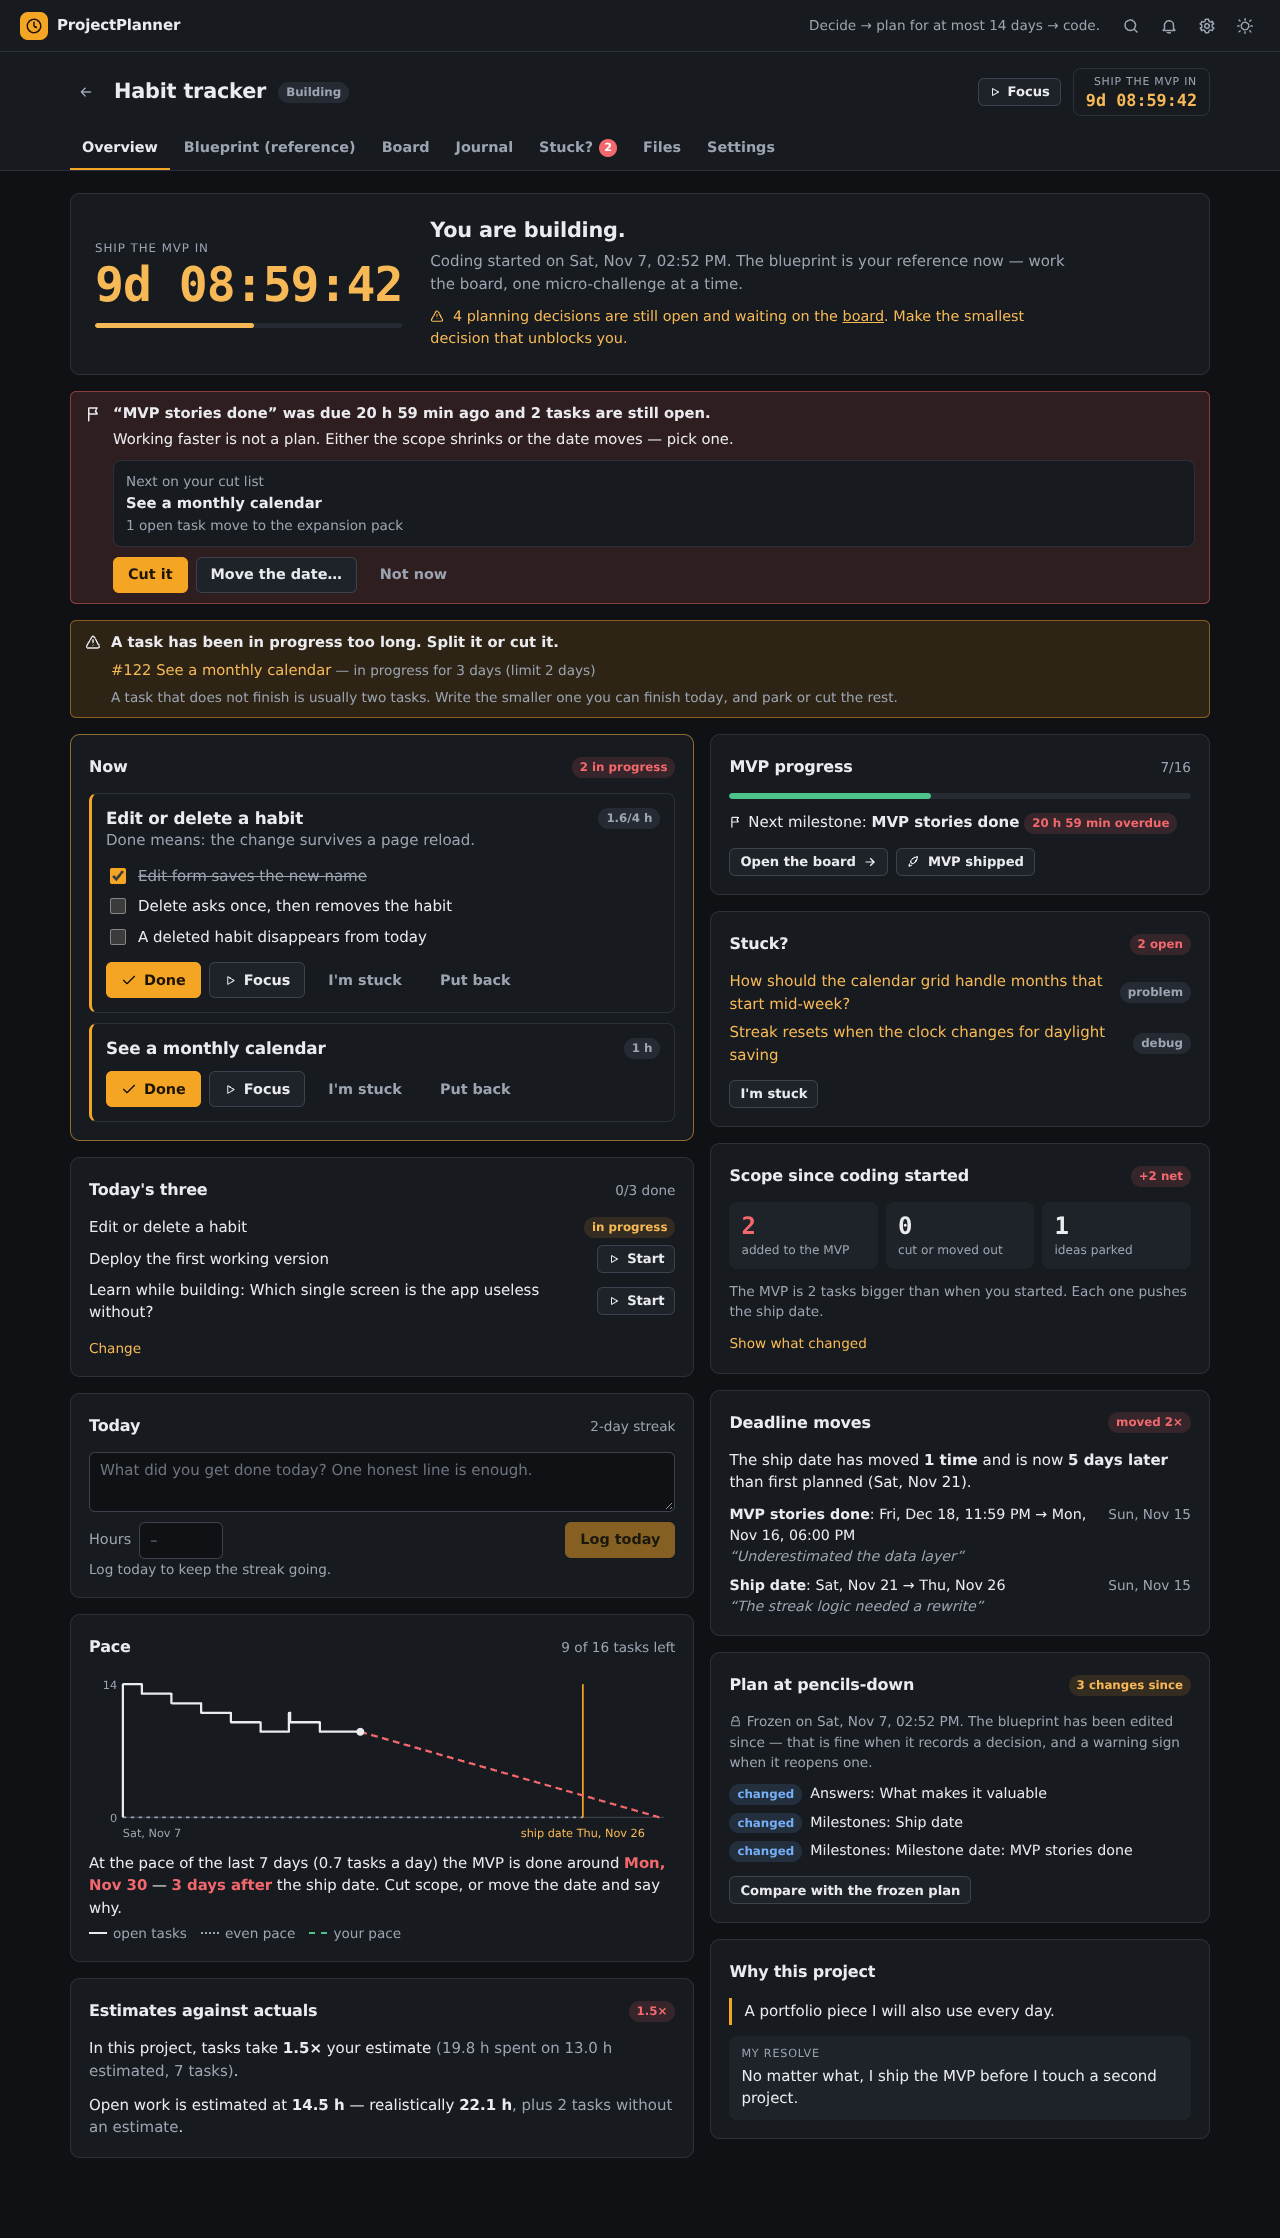 ProjectPlanner
Decide → plan for at most 14 days → code.
Habit tracker
Building
Focus
SHIP THE MVP IN
9d 08:59:42
Overview
Blueprint (reference)
Board
Journal
Stuck? 2
Files
Settings
SHIP THE MVP IN
9d 08:59:42
You are building.
Coding started on Sat, Nov 7, 02:52 PM. The blueprint is your reference now — work
the board, one micro-challenge at a time.
4 planning decisions are still open and waiting on the board. Make the smallest
decision that unblocks you.
“MVP stories done” was due 20 h 59 min ago and 2 tasks are still open.
Working faster is not a plan. Either the scope shrinks or the date moves — pick one.
Next on your cut list
See a monthly calendar
1 open task move to the expansion pack
Cut it
Move the date…
Not now
A task has been in progress too long. Split it or cut it.
#122 See a monthly calendar — in progress for 3 days (limit 2 days)
A task that does not finish is usually two tasks. Write the smaller one you can finish today, and park or cut the rest.
Now
2 in progress
Edit or delete a habit
1.6/4 h
Done means: the change survives a page reload.
Edit form saves the new name
Delete asks once, then removes the habit
A deleted habit disappears from today
Done
Focus
I'm stuck
Put back
See a monthly calendar
1 h
Done
Focus
I'm stuck
Put back
Today's three
0/3 done
Edit or delete a habit
in progress
Deploy the first working version
Start
Learn while building: Which single screen is the app useless
without?
Start
Change
Today
2-day streak
What did you get done today? One honest line is enough.
Hours
–
Log today
Log today to keep the streak going.
Pace
9 of 16 tasks left
14
0
Sat, Nov 7
ship date Thu, Nov 26
At the pace of the last 7 days (0.7 tasks a day) the MVP is done around Mon,
Nov 30 — 3 days after the ship date. Cut scope, or move the date and say
why.
open tasks
even pace
your pace
Estimates against actuals
1.5×
In this project, tasks take 1.5× your estimate (19.8 h spent on 13.0 h
estimated, 7 tasks).
Open work is estimated at 14.5 h — realistically 22.1 h, plus 2 tasks without
an estimate.
MVP progress
7/16
Next milestone: MVP stories done 20 h 59 min overdue
Open the board →
MVP shipped
Stuck?
2 open
How should the calendar grid handle months that
start mid-week?
problem
Streak resets when the clock changes for daylight
saving
debug
I'm stuck
Scope since coding started
+2 net
2
added to the MVP
0
cut or moved out
1
ideas parked
The MVP is 2 tasks bigger than when you started. Each one pushes
the ship date.
Show what changed
Deadline moves
moved 2×
The ship date has moved 1 time and is now 5 days later
than first planned (Sat, Nov 21).
MVP stories done: Fri, Dec 18, 11:59 PM → Mon,
Nov 16, 06:00 PM
Sun, Nov 15
“Underestimated the data layer”
Ship date: Sat, Nov 21 → Thu, Nov 26
Sun, Nov 15
“The streak logic needed a rewrite”
Plan at pencils-down
3 changes since
Frozen on Sat, Nov 7, 02:52 PM. The blueprint has been edited
since — that is fine when it records a decision, and a warning sign
when it reopens one.
changed Answers: What makes it valuable
changed Milestones: Ship date
changed Milestones: Milestone date: MVP stories done
Compare with the frozen plan
Why this project
A portfolio piece I will also use every day.
MY RESOLVE
No matter what, I ship the MVP before I touch a second
project.